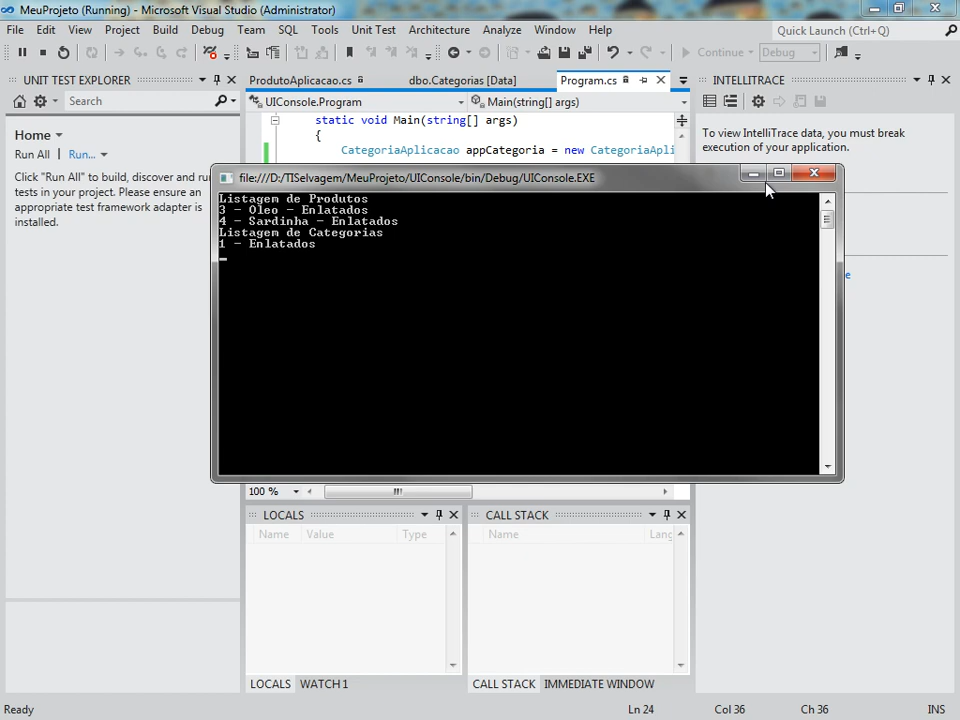 MeuProjeto (Running) - Microsoft Visual Studio (Administrator)
File Edit View Project Build Debug Team SQL Tools Unit Test Architecture Analyze Window Help
Quick Launch (Ctrl+Q)
Continue Debug
UNIT TEST EXPLORER
Search
Home
Run All | Run...
Click "Run All" to build, discover and run
tests in your project. Please ensure an
appropriate test framework adapter is
installed.
ProdutoAplicacao.cs dbo.Categorias [Data] Program.cs
UIConsole.Program Main(string[] args)
static void Main(string[] args)
{
CategoriaAplicacao appCategoria = new CategoriaApli
INTELLITRACE
To view IntelliTrace data, you must break
execution of your application.
file:///D:/TISelvagem/MeuProjeto/UIConsole/bin/Debug/UIConsole.EXE
Listagem de Produtos
3 - Oleo - Enlatados
4 - Sardinha - Enlatados
Listagem de Categorias
1 - Enlatados
100 %
LOCALS
Name Value Type
CALL STACK
Name Lang
LOCALS WATCH 1
CALL STACK IMMEDIATE WINDOW
Ready Ln 24 Col 36 Ch 36 INS